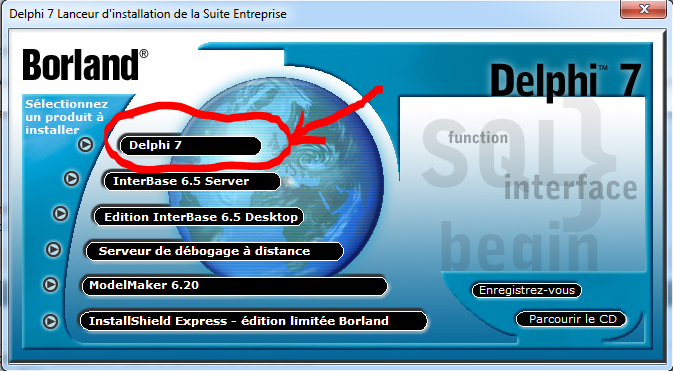 Delphi 7 Lanceur d'installation de la Suite Entreprise
Borland®
Delphi™ 7
Sélectionnez
un produit à
installer
Delphi 7
InterBase 6.5 Server
Edition InterBase 6.5 Desktop
Serveur de débogage à distance
ModelMaker 6.20
InstallShield Express - édition limitée Borland
SQL}
function
interface
begin
Enregistrez-vous
Parcourir le CD